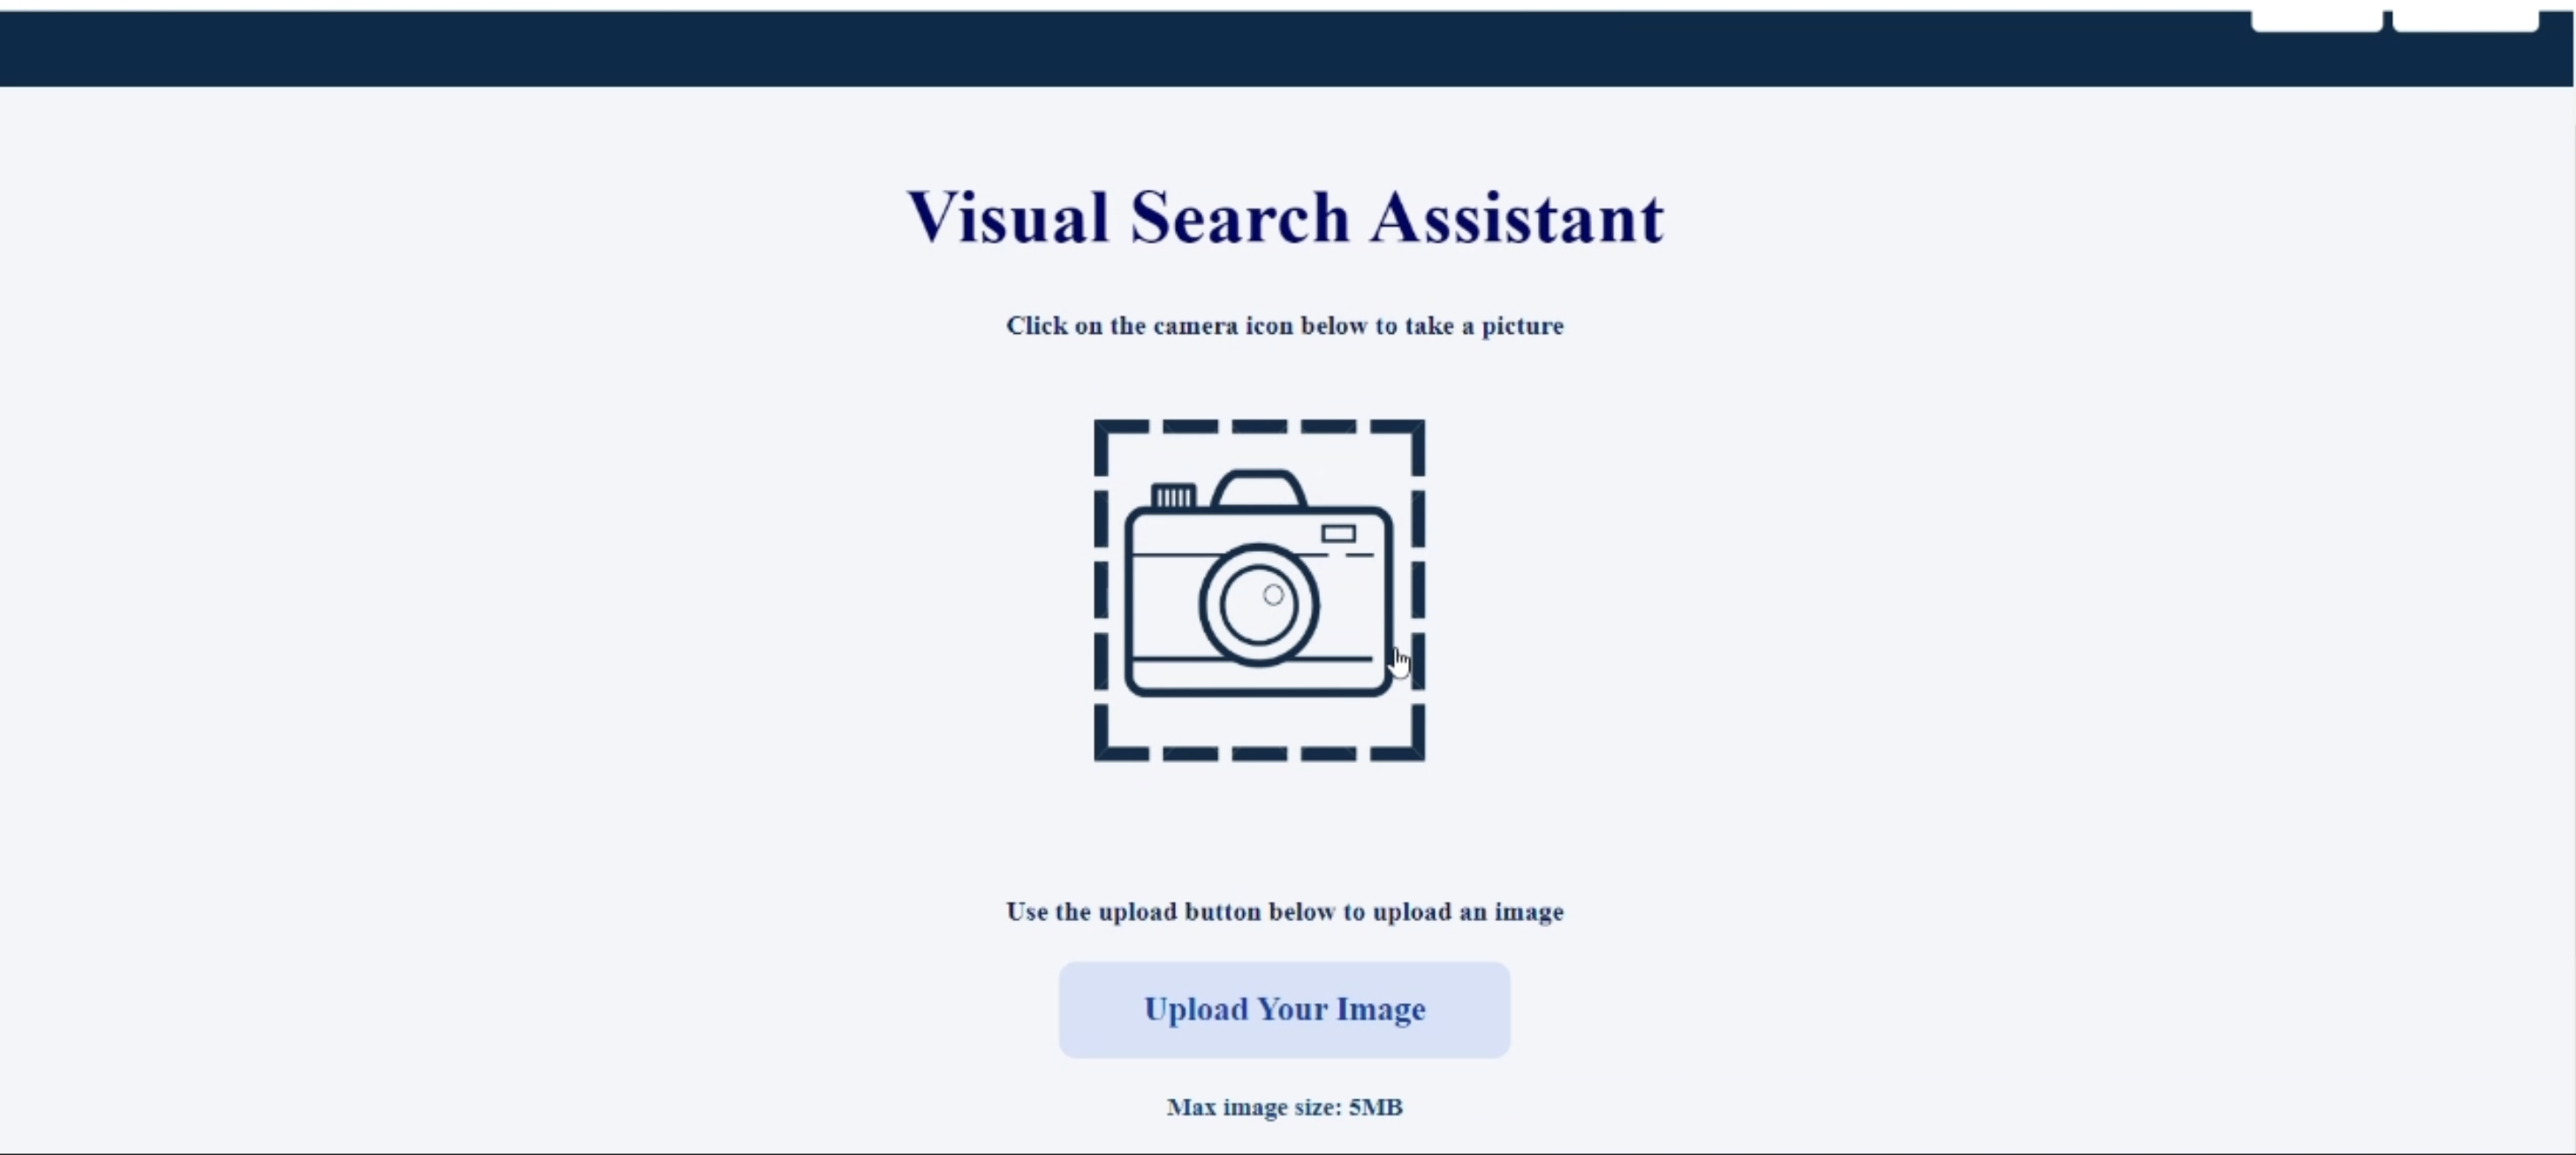 Visual Search Assistant
Click on the camera icon below to take a picture
Use the upload button below to upload an image
Upload Your Image
Max image size: 5MB